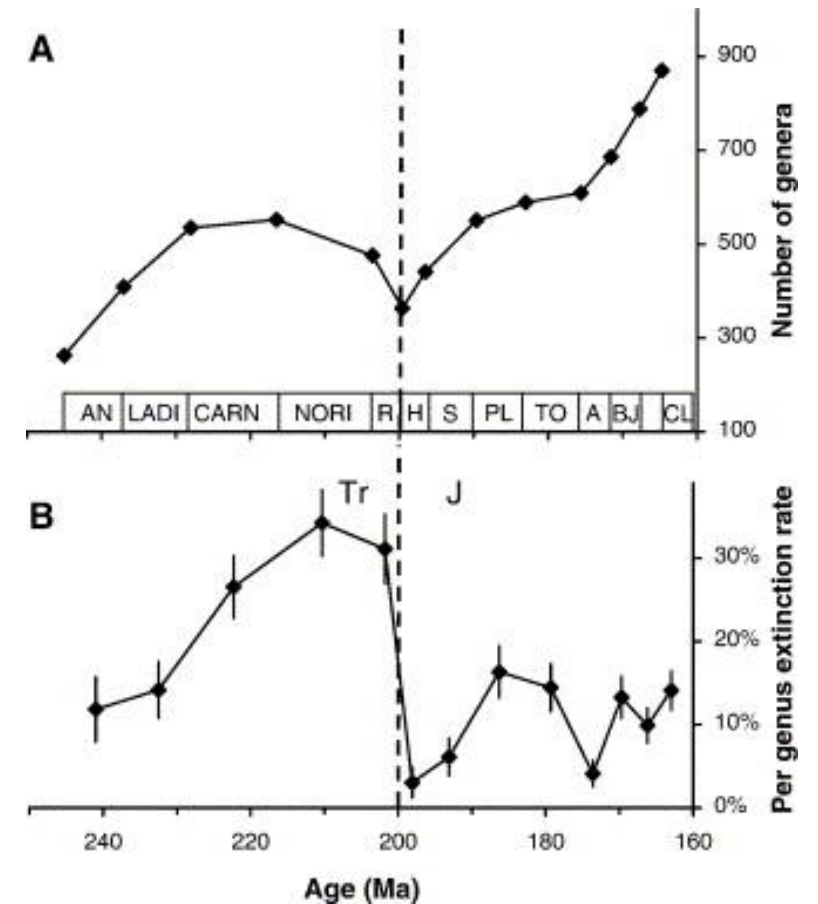 A
900
700
500
300
100
Number of genera
AN LADI CARN NORI R H S PL TO A BJ CL
Tr J
B
30%
20%
10%
0%
Per genus extinction rate
240 220 200 180 160
Age (Ma)